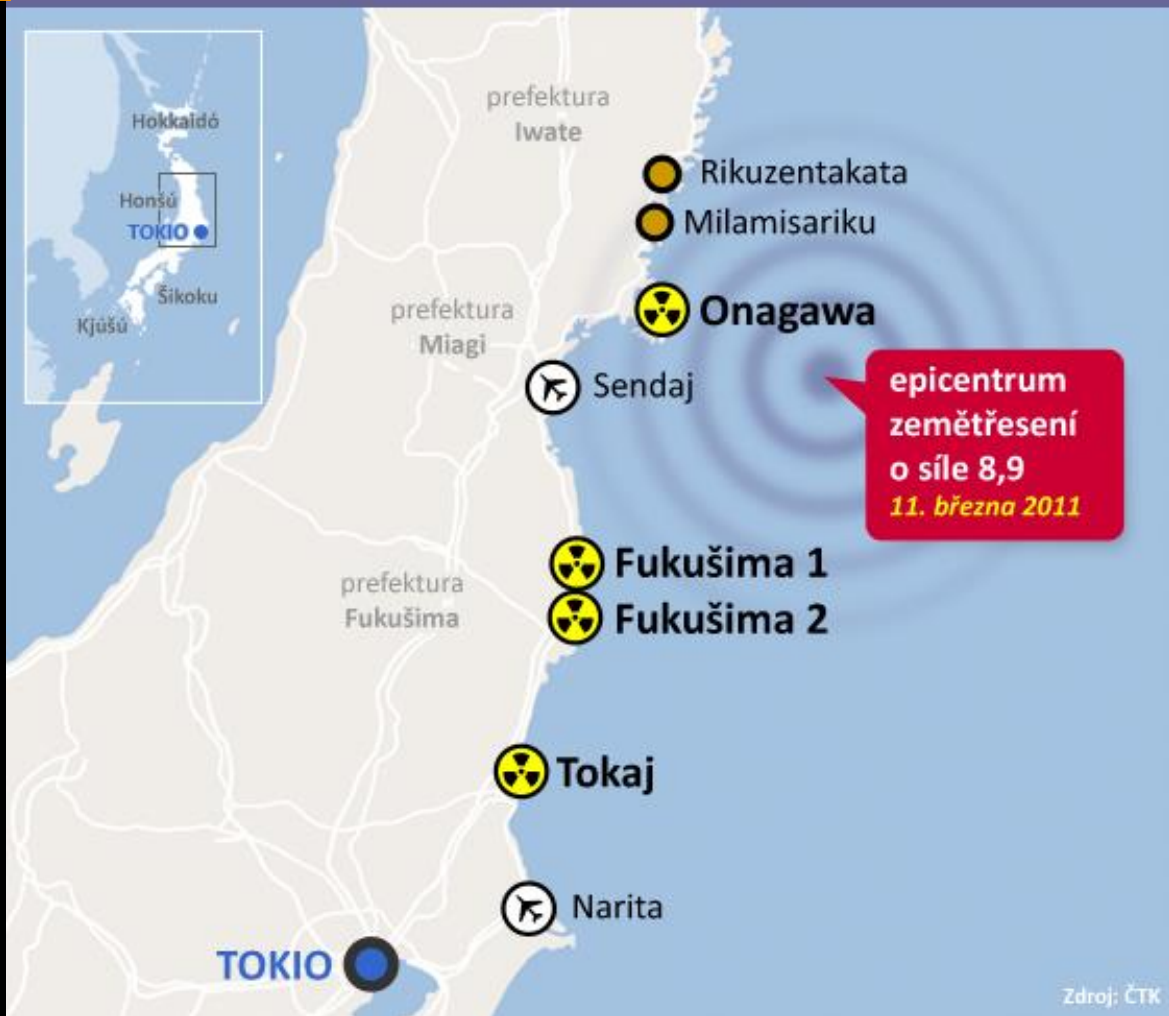 Hokkaidó
Honšú
TOKIO
Šikoku
Kjúšú
prefektura
Iwate
Rikuzentakata
Milamisariku
Onagawa
prefektura
Miagi
Sendaj
epicentrum
zemětřesení
o síle 8,9
11. března 2011
Fukušima 1
prefektura
Fukušima
Fukušima 2
Tokaj
Narita
TOKIO
Zdroj: ČTK